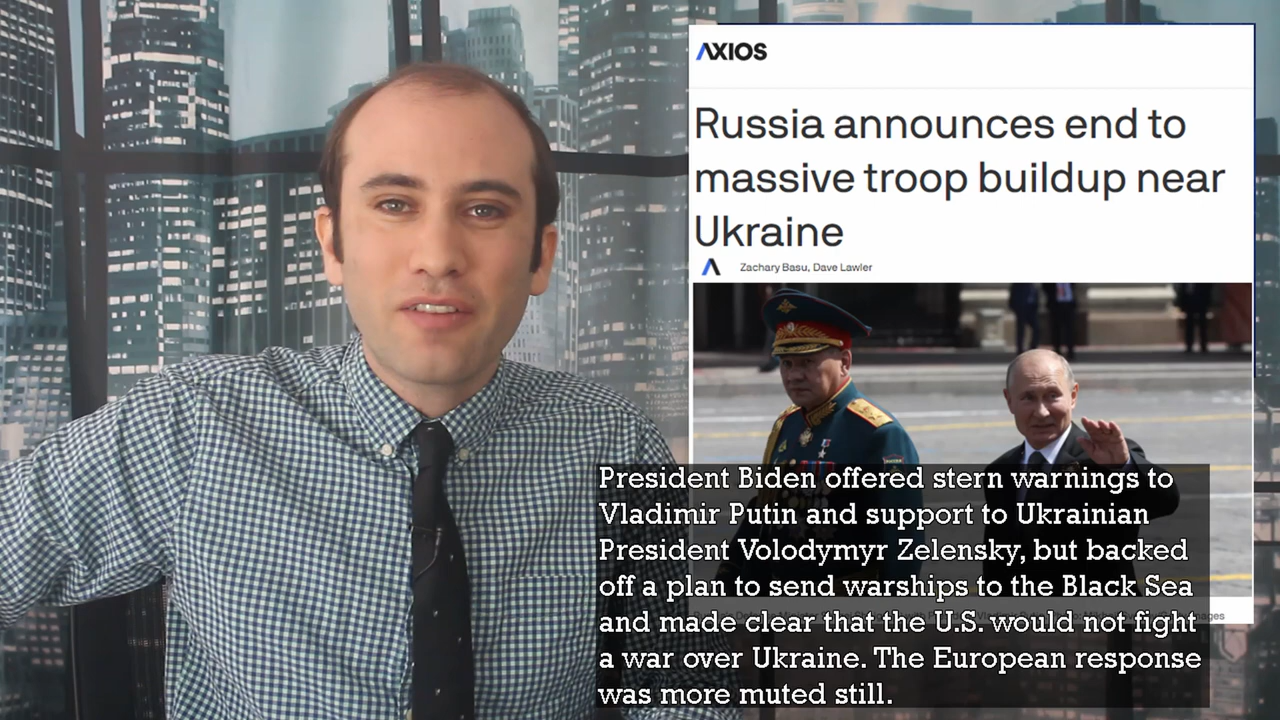 AXIOS
Russia announces end to
massive troop buildup near
Ukraine
Zachary Basu, Dave Lawler
President Biden offered stern warnings to
Vladimir Putin and support to Ukrainian
President Volodymyr Zelensky, but backed
off a plan to send warships to the Black Sea
and made clear that the U.S. would not fight
a war over Ukraine. The European response
was more muted still.